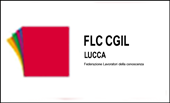 FLC CGIL
LUCCA
Federazione Lavoratori della conoscenza